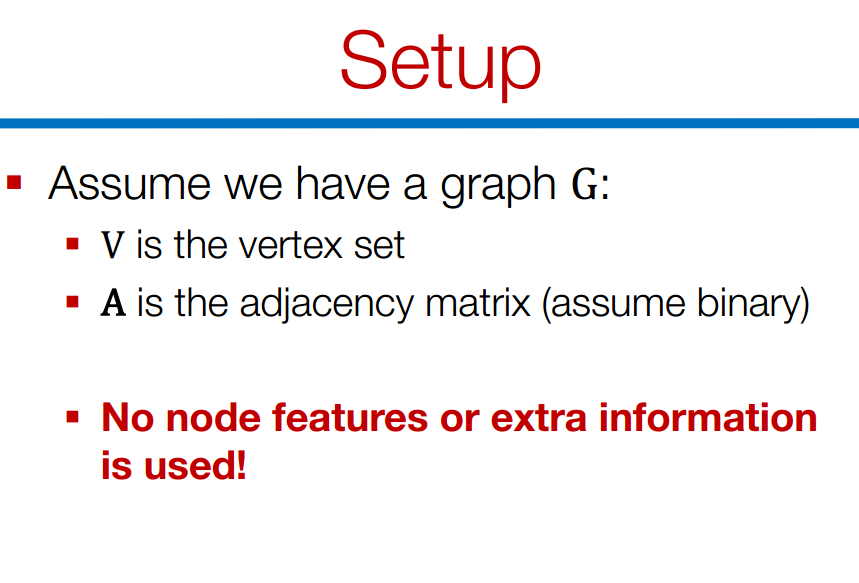 Setup
▪ Assume we have a graph G:
▪ V is the vertex set
▪ A is the adjacency matrix (assume binary)
▪ No node features or extra information
is used!